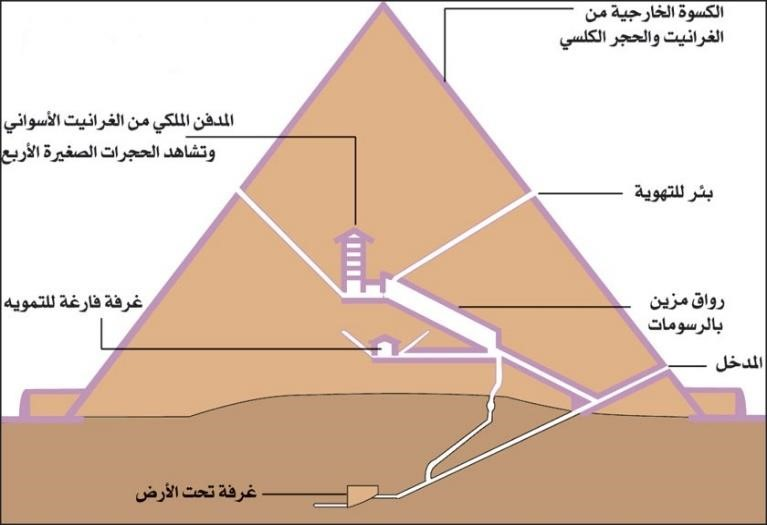 الكسوة الخارجية من
الغرانيت والحجر الكلسي
المدفن الملكي من الغرانيت الأسواني
وتشاهد الحجرات الصغيرة الأربع
بئر للتهوية
رواق مزين
بالرسومات
غرفة فارغة للتمويه
المدخل
غرفة تحت الأرض